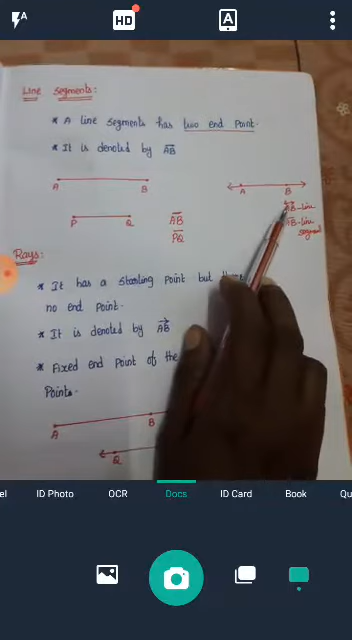 HD
A
Line Segments:
* A line segments has two end point.
* It is denoted by AB
A B
A B
P Q
AB
PQ
AB-line
AB-line
segment
Rays:
* It has a starting point but
no end point.
* It is denoted by AB
* Fixed end point of the
Points.
A B
Q
ID Photo OCR Docs ID Card Book